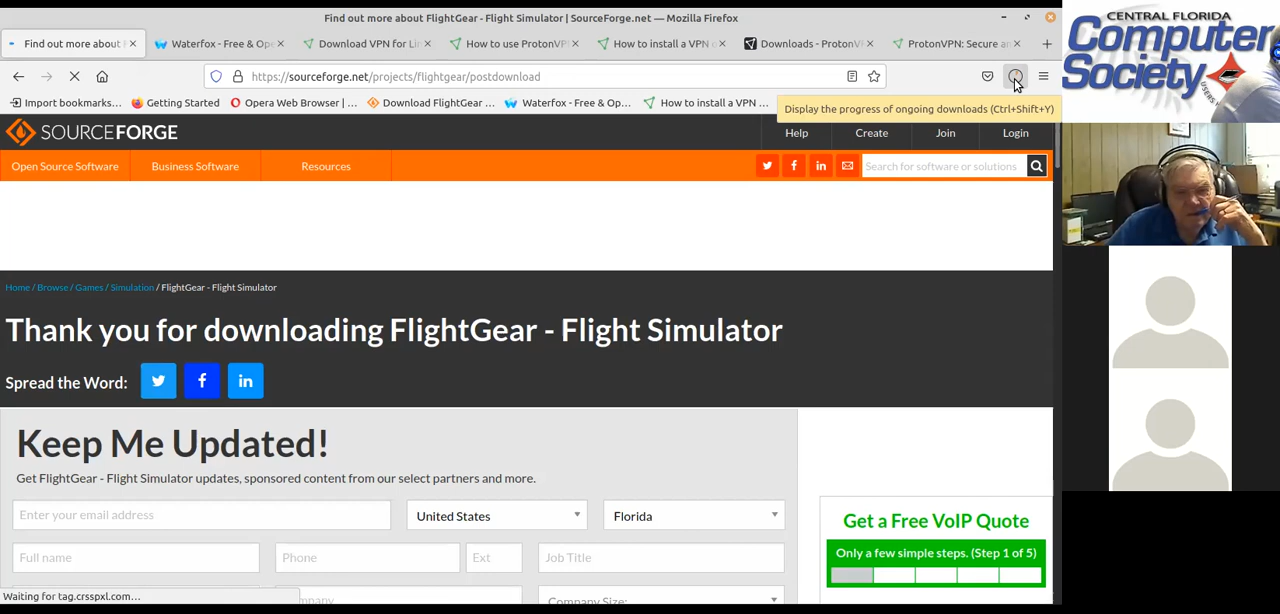 Find out more about FlightGear - Flight Simulator | SourceForge.net — Mozilla Firefox
Find out more about F
Waterfox - Free & Ope
Download VPN for Lin
How to use ProtonVPN
How to install a VPN o
Downloads - ProtonV
ProtonVPN: Secure an
https://sourceforge.net/projects/flightgear/postdownload
Import bookmarks...
Getting Started
Opera Web Browser | ...
Download FlightGear ...
Waterfox - Free & Op...
How to install a VPN ...
Display the progress of ongoing downloads (Ctrl+Shift+Y)
SOURCEFORGE
Help
Create
Join
Login
Open Source Software
Business Software
Resources
Search for software or solutions
Home / Browse / Games / Simulation / FlightGear - Flight Simulator
Thank you for downloading FlightGear - Flight Simulator
Spread the Word:
Keep Me Updated!
Get FlightGear - Flight Simulator updates, sponsored content from our select partners and more.
Enter your email address
United States
Florida
Full name
Phone
Ext
Job Title
Company Size:
Waiting for tag.crsspxl.com...
Get a Free VoIP Quote
Only a few simple steps. (Step 1 of 5)
CENTRAL FLORIDA
Computer
Society